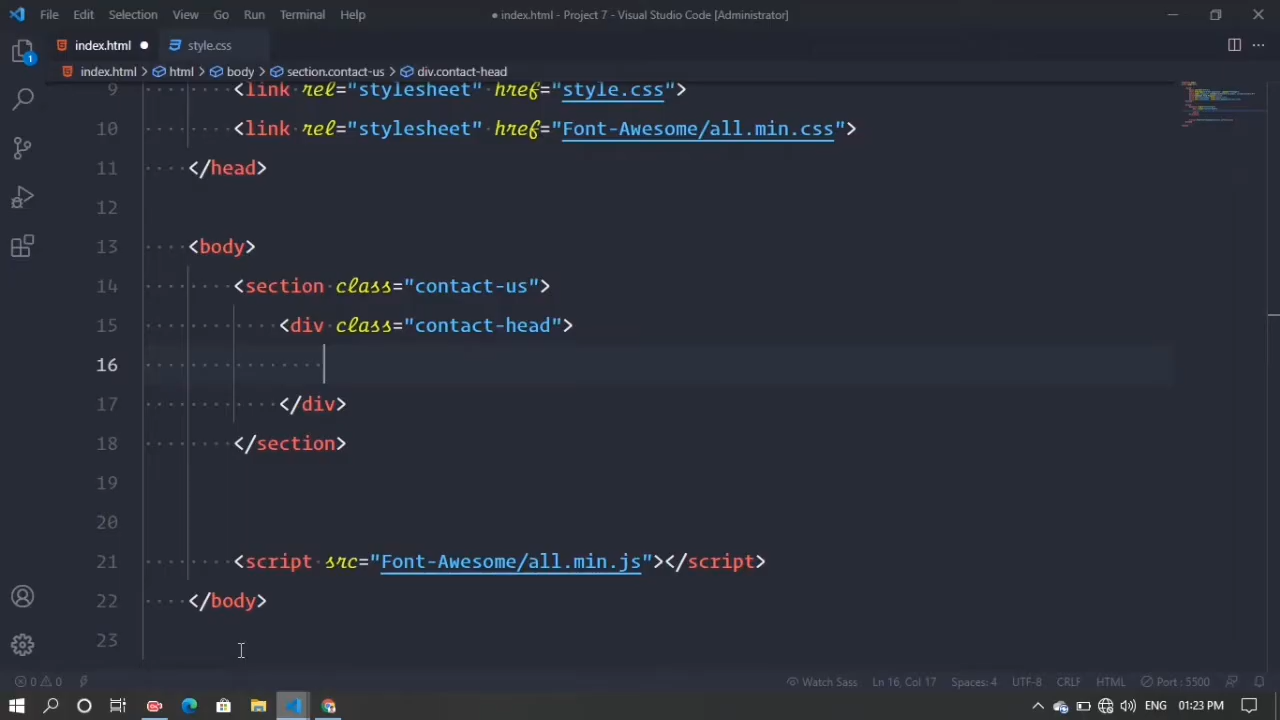 File Edit Selection View Go Run Terminal Help ● index.html - Project 7 - Visual Studio Code [Administrator]
index.html ● style.css
index.html > html > body > section.contact-us > div.contact-head
9 <link rel="stylesheet" href="style.css">
10 <link rel="stylesheet" href="Font-Awesome/all.min.css">
11 </head>
12
13 <body>
14 <section class="contact-us">
15 <div class="contact-head">
16
17 </div>
18 </section>
19
20
21 <script src="Font-Awesome/all.min.js"></script>
22 </body>
23
1
0 0 Watch Sass Ln 16, Col 17 Spaces: 4 UTF-8 CRLF HTML Port : 5500
ENG 01:23 PM